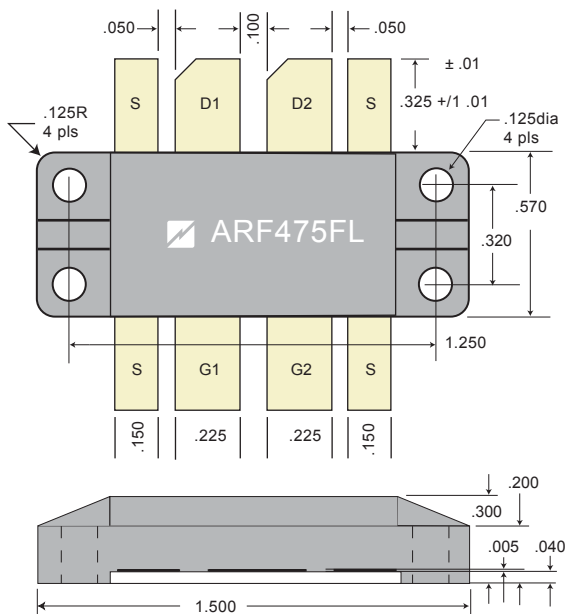 .050 .100 .050
± .01
S D1 D2 S
.325 +/1 .01
.125R
4 pls
.125dia
4 pls
ARF475FL
.570
.320
1.250
S G1 G2 S
.150 .225 .225 .150
.200
.300
.005 .040
1.500